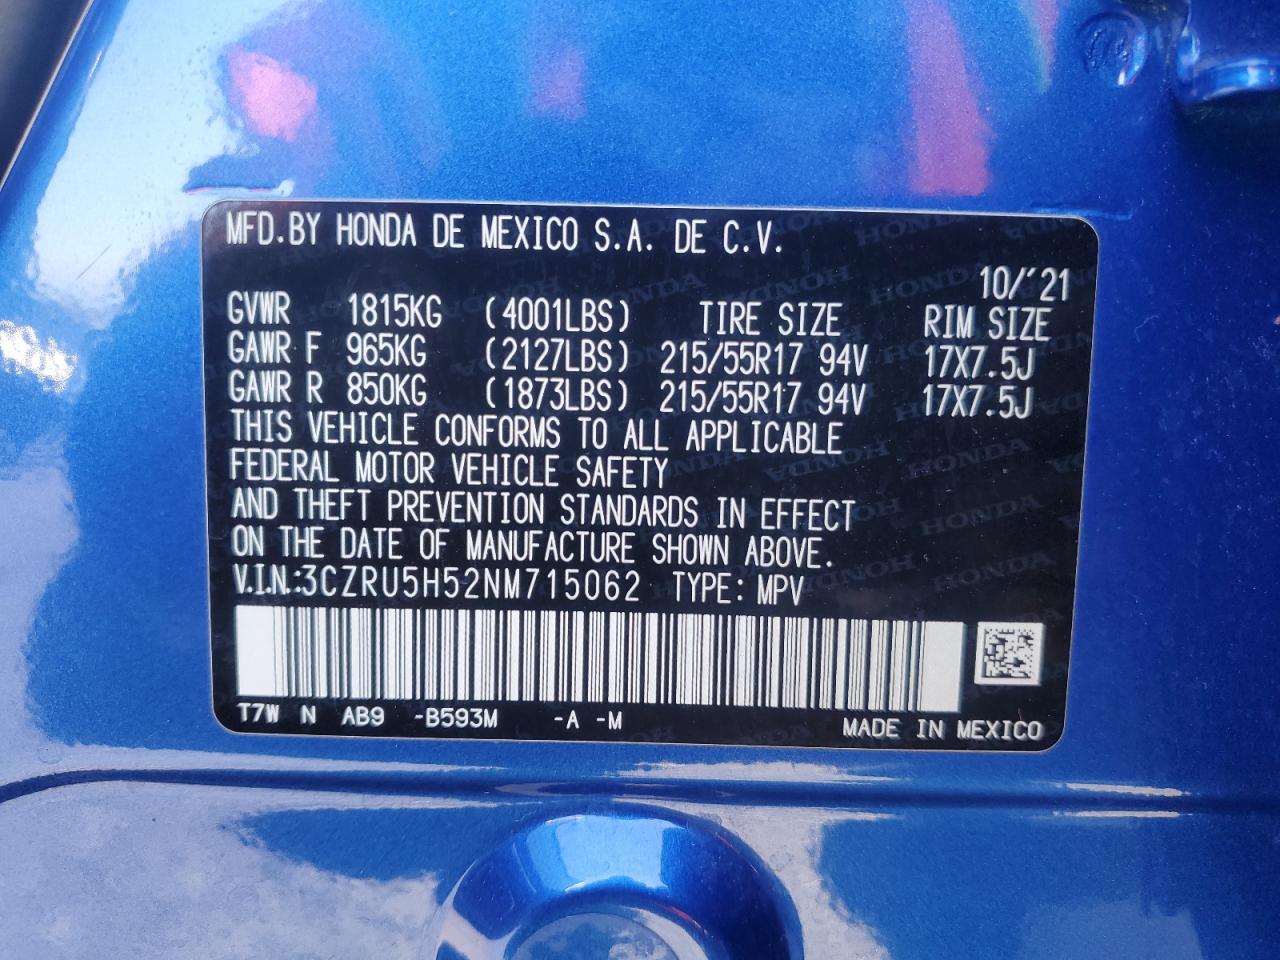 MFD.BY HONDA DE MEXICO S.A. DE C.V.
10/'21
GVWR 1815KG (4001LBS) TIRE SIZE RIM SIZE
GAWR F 965KG (2127LBS) 215/55R17 94V 17X7.5J
GAWR R 850KG (1873LBS) 215/55R17 94V 17X7.5J
THIS VEHICLE CONFORMS TO ALL APPLICABLE
FEDERAL MOTOR VEHICLE SAFETY
AND THEFT PREVENTION STANDARDS IN EFFECT
ON THE DATE OF MANUFACTURE SHOWN ABOVE.
V.I.N.:3CZRU5H52NM715062 TYPE: MPV
T7W N AB9 -B593M -A -M MADE IN MEXICO